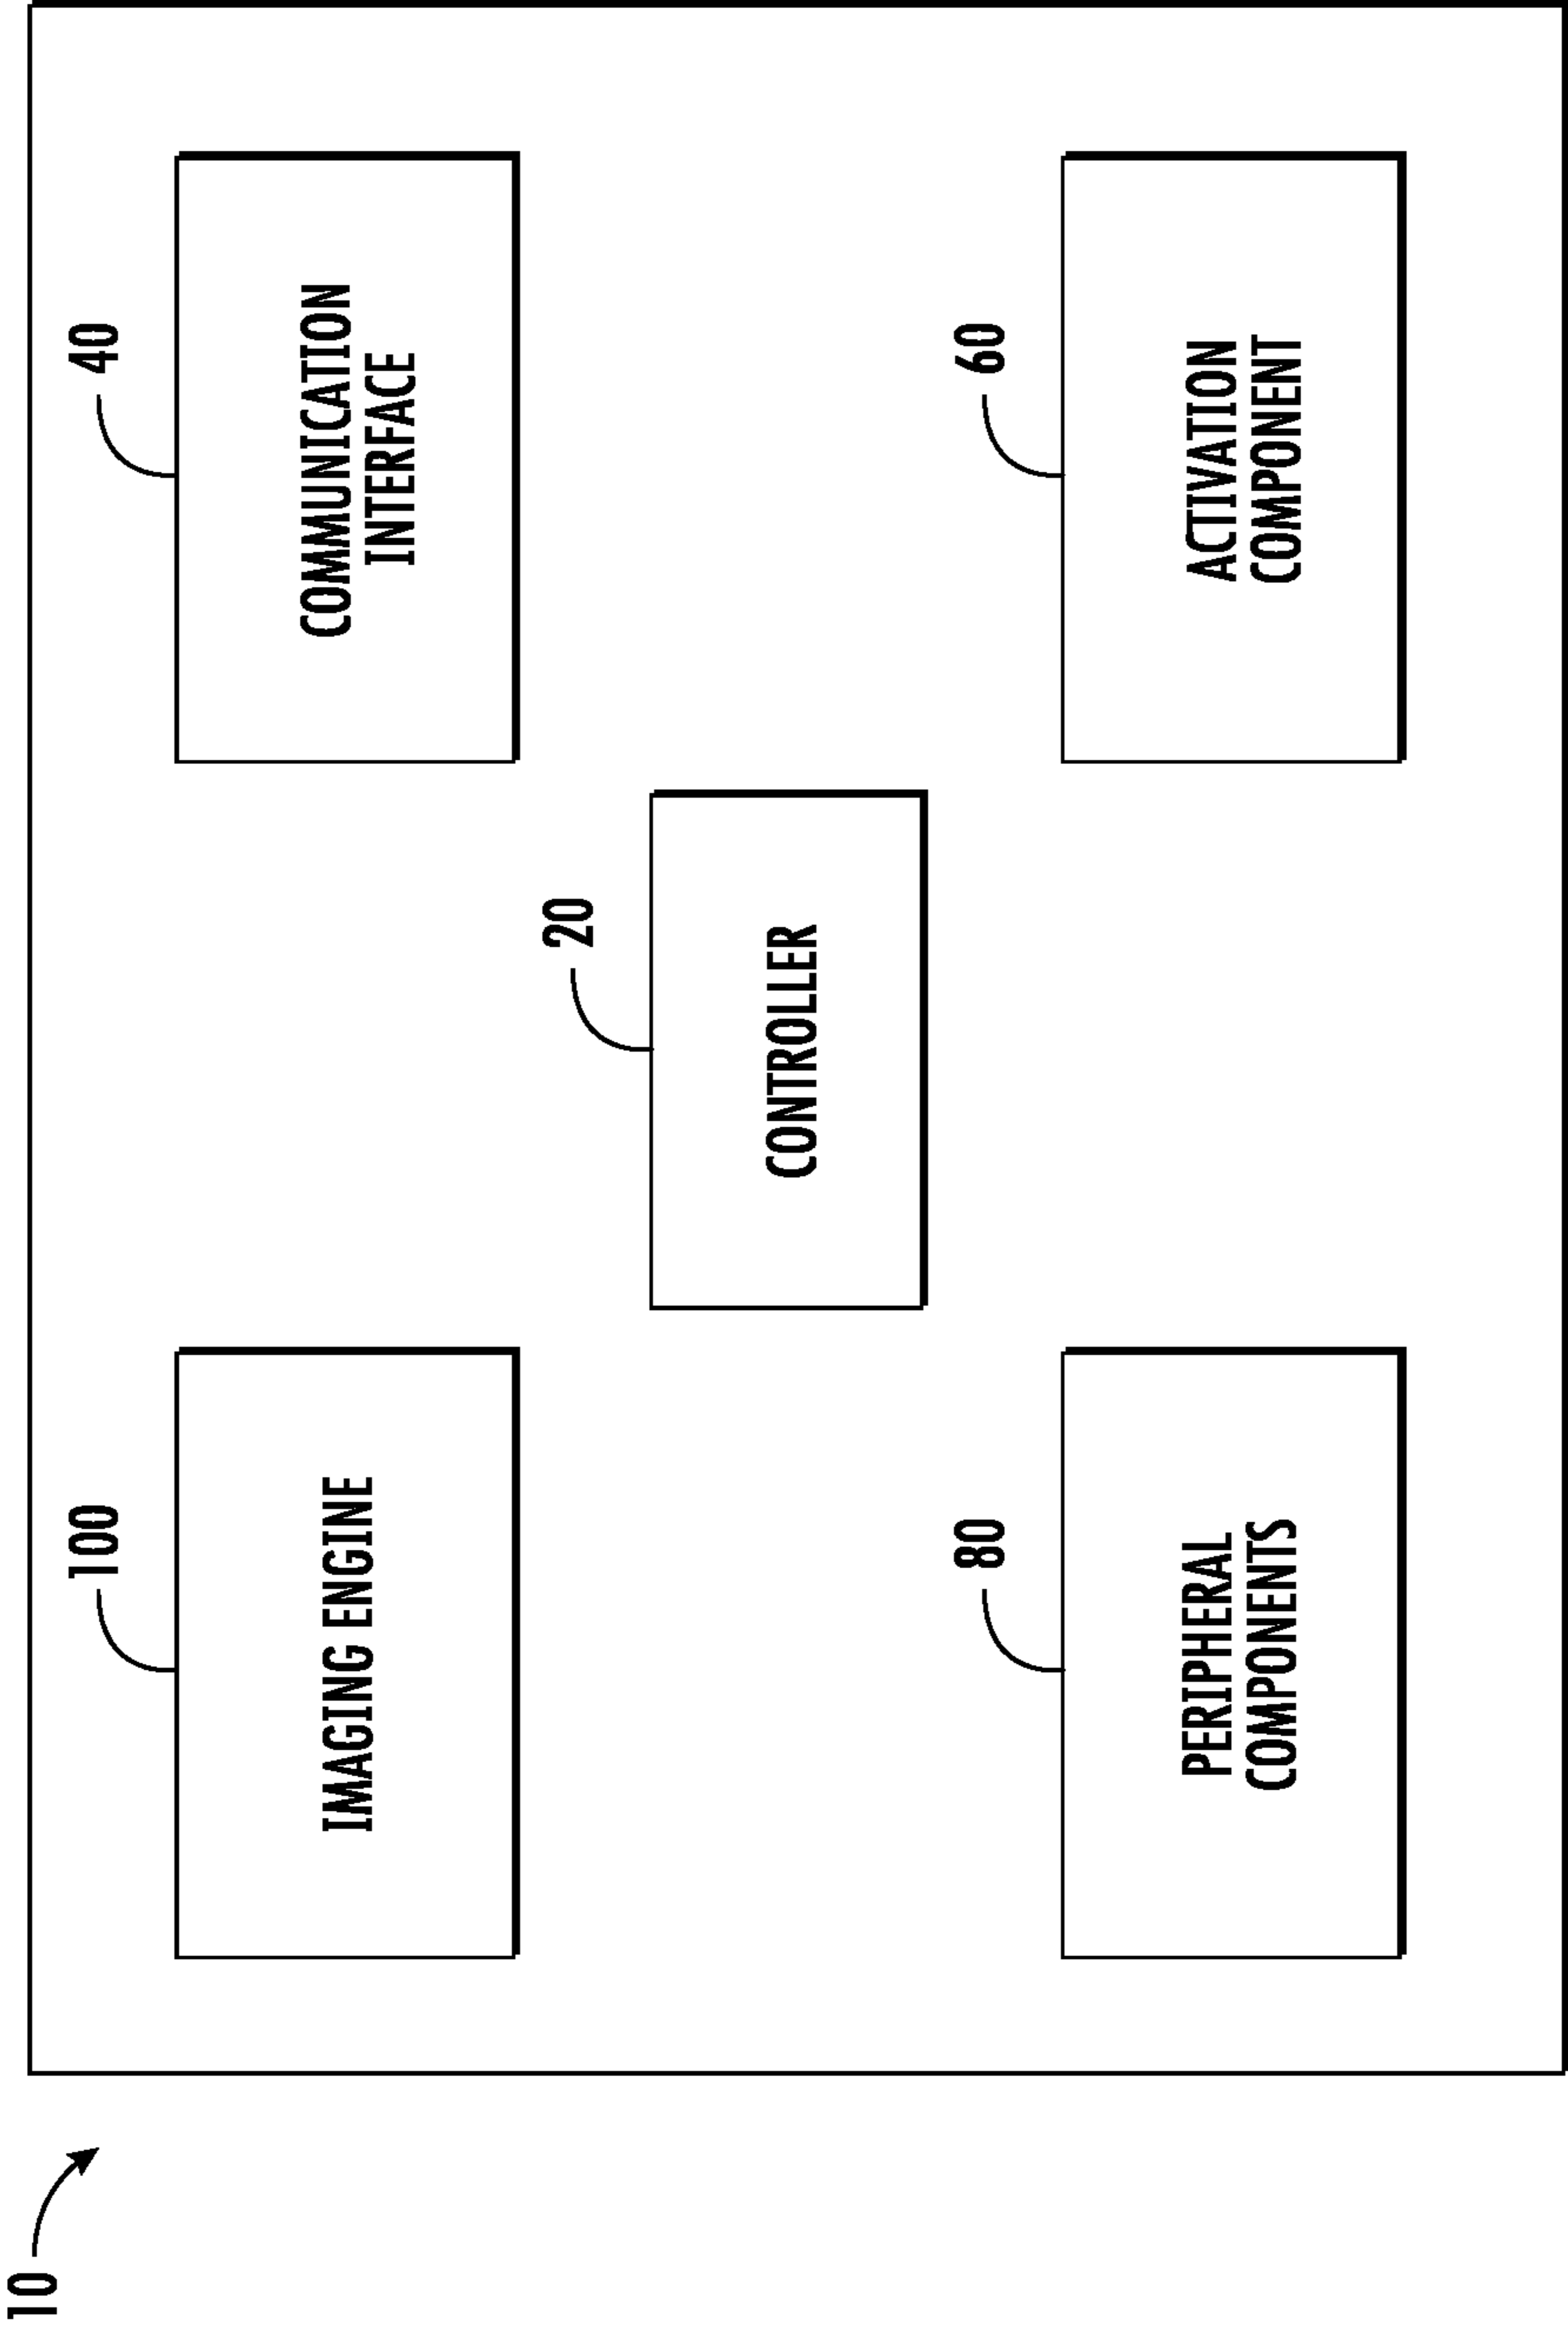 10
100
IMAGING ENGINE
40
COMMUNICATION
INTERFACE
20
CONTROLLER
80
PERIPHERAL
COMPONENTS
60
ACTIVATION
COMPONENT